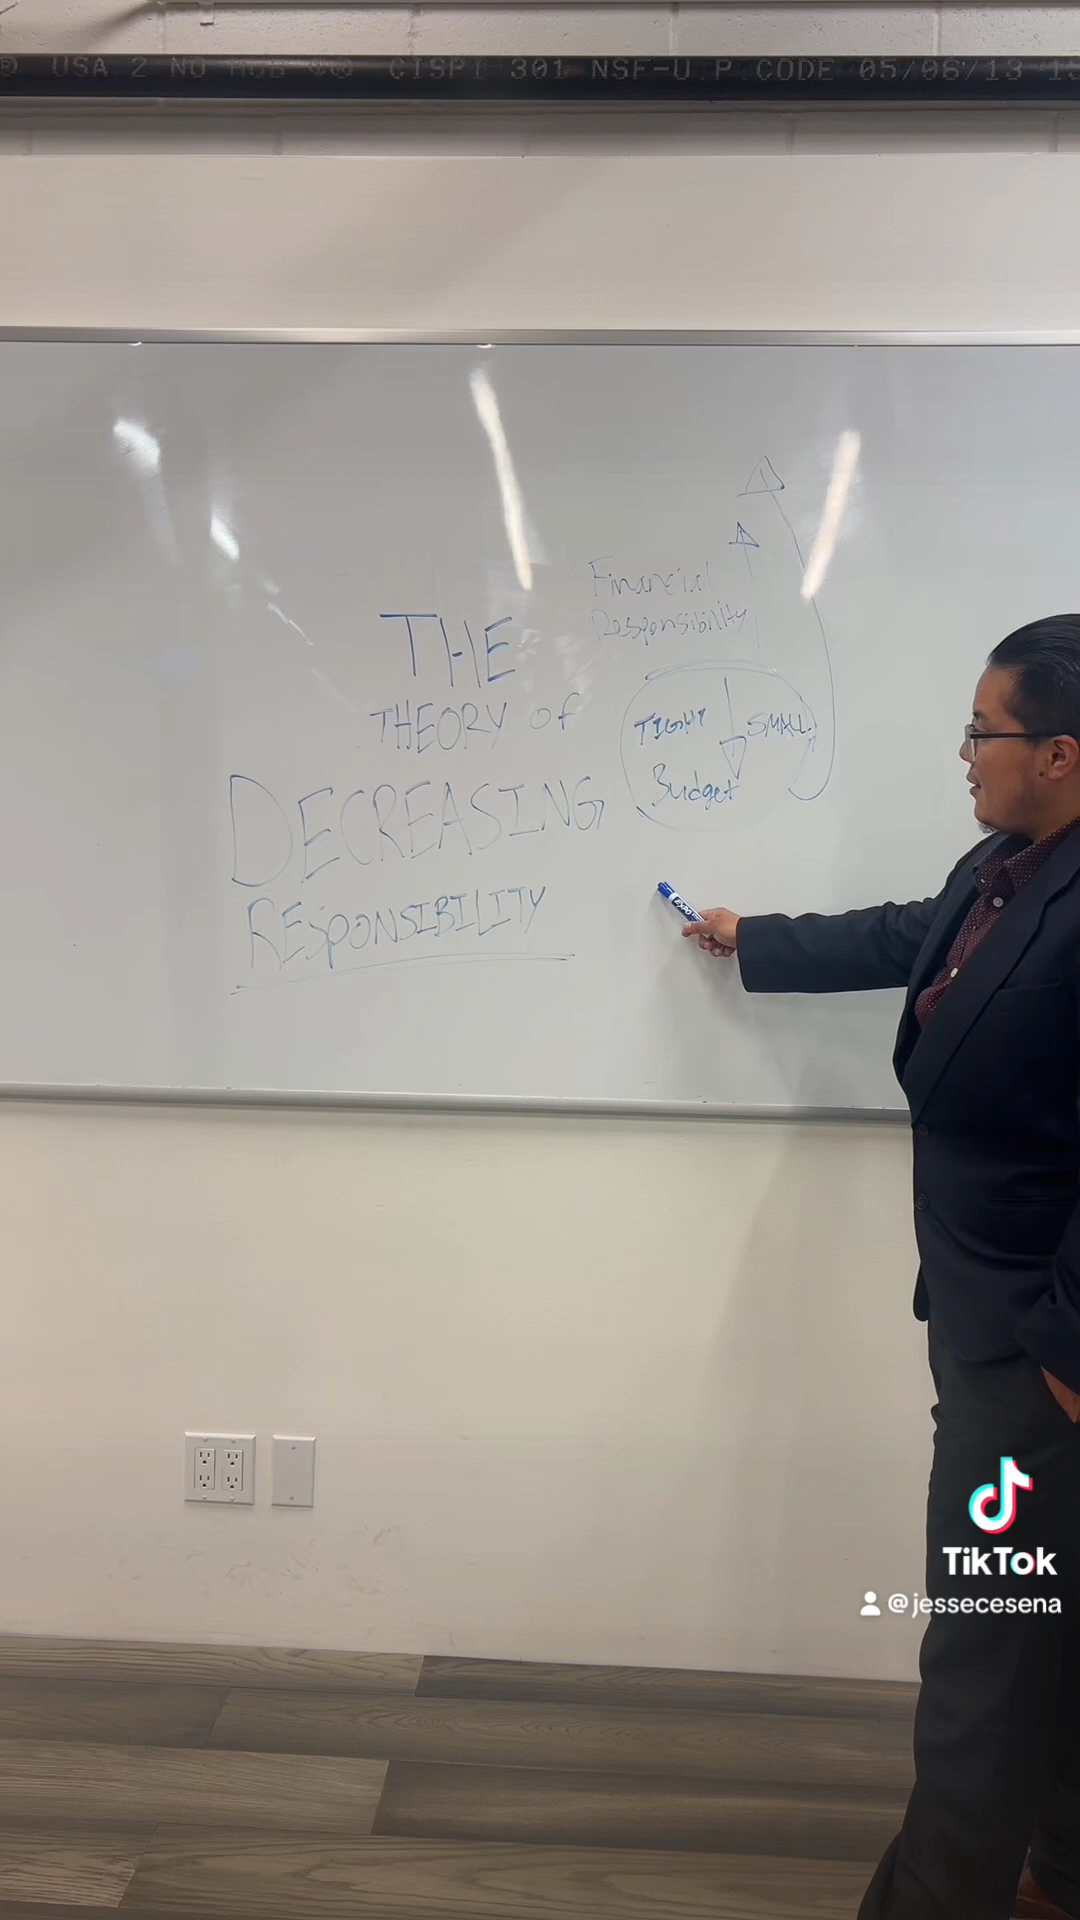 ® USA 2 NO HUB CISPI 301 NSF-U.P.CODE 05/06/13
Financial
Responsibility
THE
THEORY of
DECREASING
RESPONSIBILITY
TIGHT SMALL
Budget
EXPO
TikTok
@jessecesena